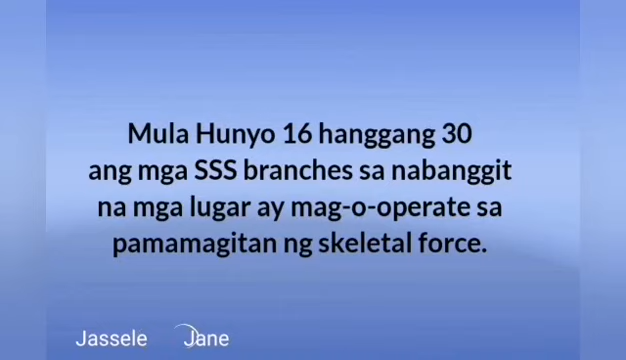 Mula Hunyo 16 hanggang 30
ang mga SSS branches sa nabanggit
na mga lugar ay mag-o-operate sa
pamamagitan ng skeletal force.
Jassele Jane